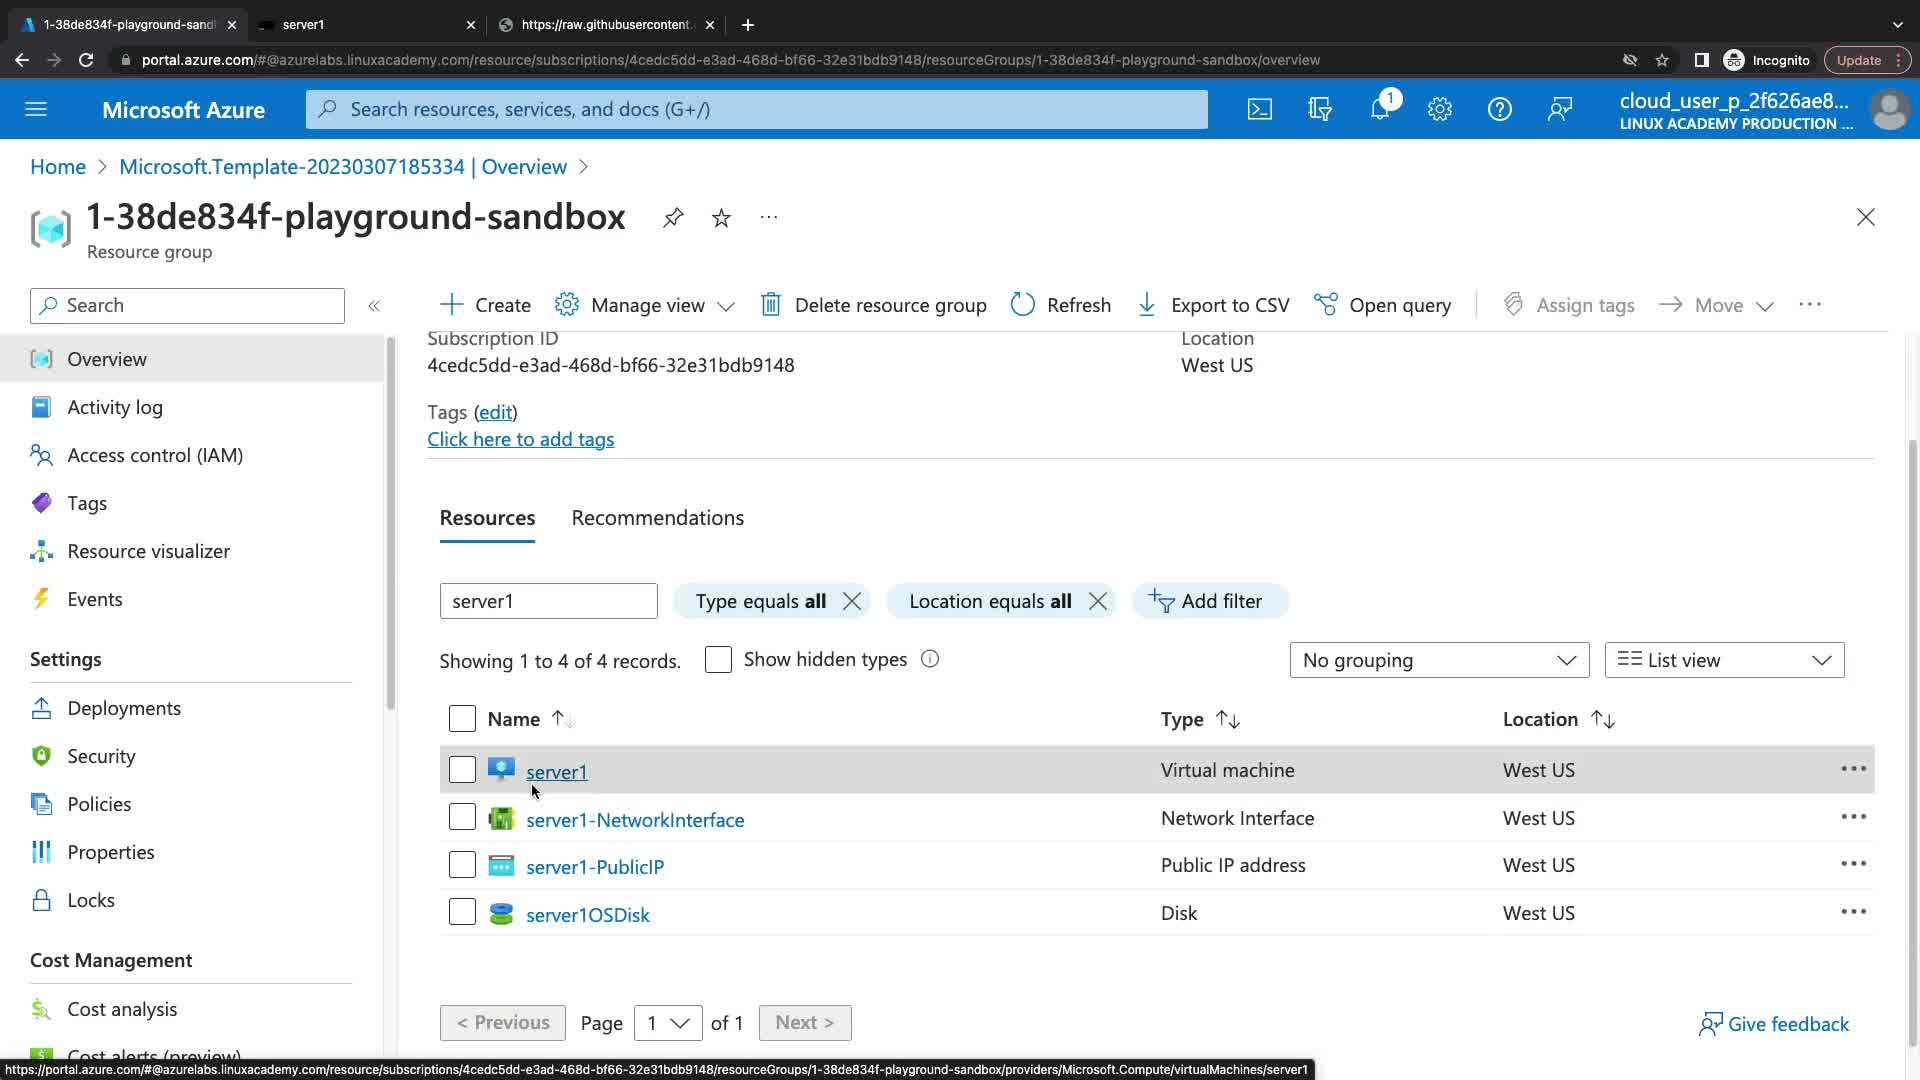 1-38de834f-playground-sand
server1
https://raw.githubusercontent.
portal.azure.com/#@azurelabs.linuxacademy.com/resource/subscriptions/4cedc5dd-e3ad-468d-bf66-32e31bdb9148/resourceGroups/1-38de834f-playground-sandbox/overview
Incognito
Update
Microsoft Azure
Search resources, services, and docs (G+/)
1
cloud_user_p_2f626ae8...
LINUX ACADEMY PRODUCTION ...
Home > Microsoft.Template-20230307185334 | Overview >
1-38de834f-playground-sandbox
Resource group
Search
Create
Manage view
Delete resource group
Refresh
Export to CSV
Open query
Assign tags
Move
Subscription ID
4cedc5dd-e3ad-468d-bf66-32e31bdb9148
Location
West US
Tags (edit)
Click here to add tags
Overview
Activity log
Access control (IAM)
Tags
Resource visualizer
Events
Settings
Deployments
Security
Policies
Properties
Locks
Cost Management
Cost analysis
Cost alerts (preview)
Resources
Recommendations
server1
Type equals all
Location equals all
Add filter
Showing 1 to 4 of 4 records.
Show hidden types
No grouping
List view
Name
Type
Location
server1
Virtual machine
West US
server1-NetworkInterface
Network Interface
West US
server1-PublicIP
Public IP address
West US
server1OSDisk
Disk
West US
< Previous
Page
1
of 1
Next >
Give feedback
https://portal.azure.com/#@azurelabs.linuxacademy.com/resource/subscriptions/4cedc5dd-e3ad-468d-bf66-32e31bdb9148/resourceGroups/1-38de834f-playground-sandbox/providers/Microsoft.Compute/virtualMachines/server1